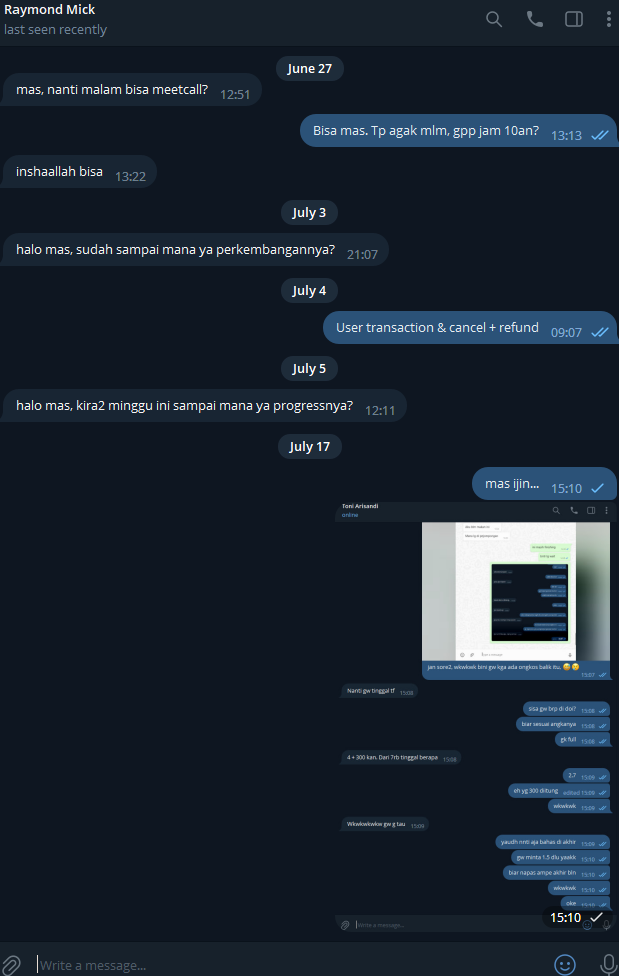 Raymond Mick
last seen recently
June 27
mas, nanti malam bisa meetcall? 12:51
Bisa mas. Tp agak mlm, gpp jam 10an? 13:13
inshaallah bisa 13:22
July 3
halo mas, sudah sampai mana ya perkembangannya? 21:07
July 4
User transaction & cancel + refund 09:07
July 5
halo mas, kira2 minggu ini sampai mana ya progressnya? 12:11
July 17
mas ijin... 15:10
Toni Arisandi
online
jan sore2, wkwkwk bini gw kga ada ongkos balik itu. 😅😅 15:07
Nanti gw tinggal tf 15:08
sisa gw brp di doi? 15:08
biar sesuai angkanya 15:08
gk full 15:08
4 + 300 kan. Dari 7rb tinggal berapa 15:08
2.7 15:09
eh yg 300 diitung edited 15:09
wkwkwk 15:09
Wkwkwkwkw gw g tau 15:09
yaudh nnti aja bahas di akhir 15:09
gw minta 1.5 dlu yaakk 15:10
biar napas ampe akhir bln 15:10
wkwkwk 15:10
oke 15:10
Write a message...
15:10
Write a message...